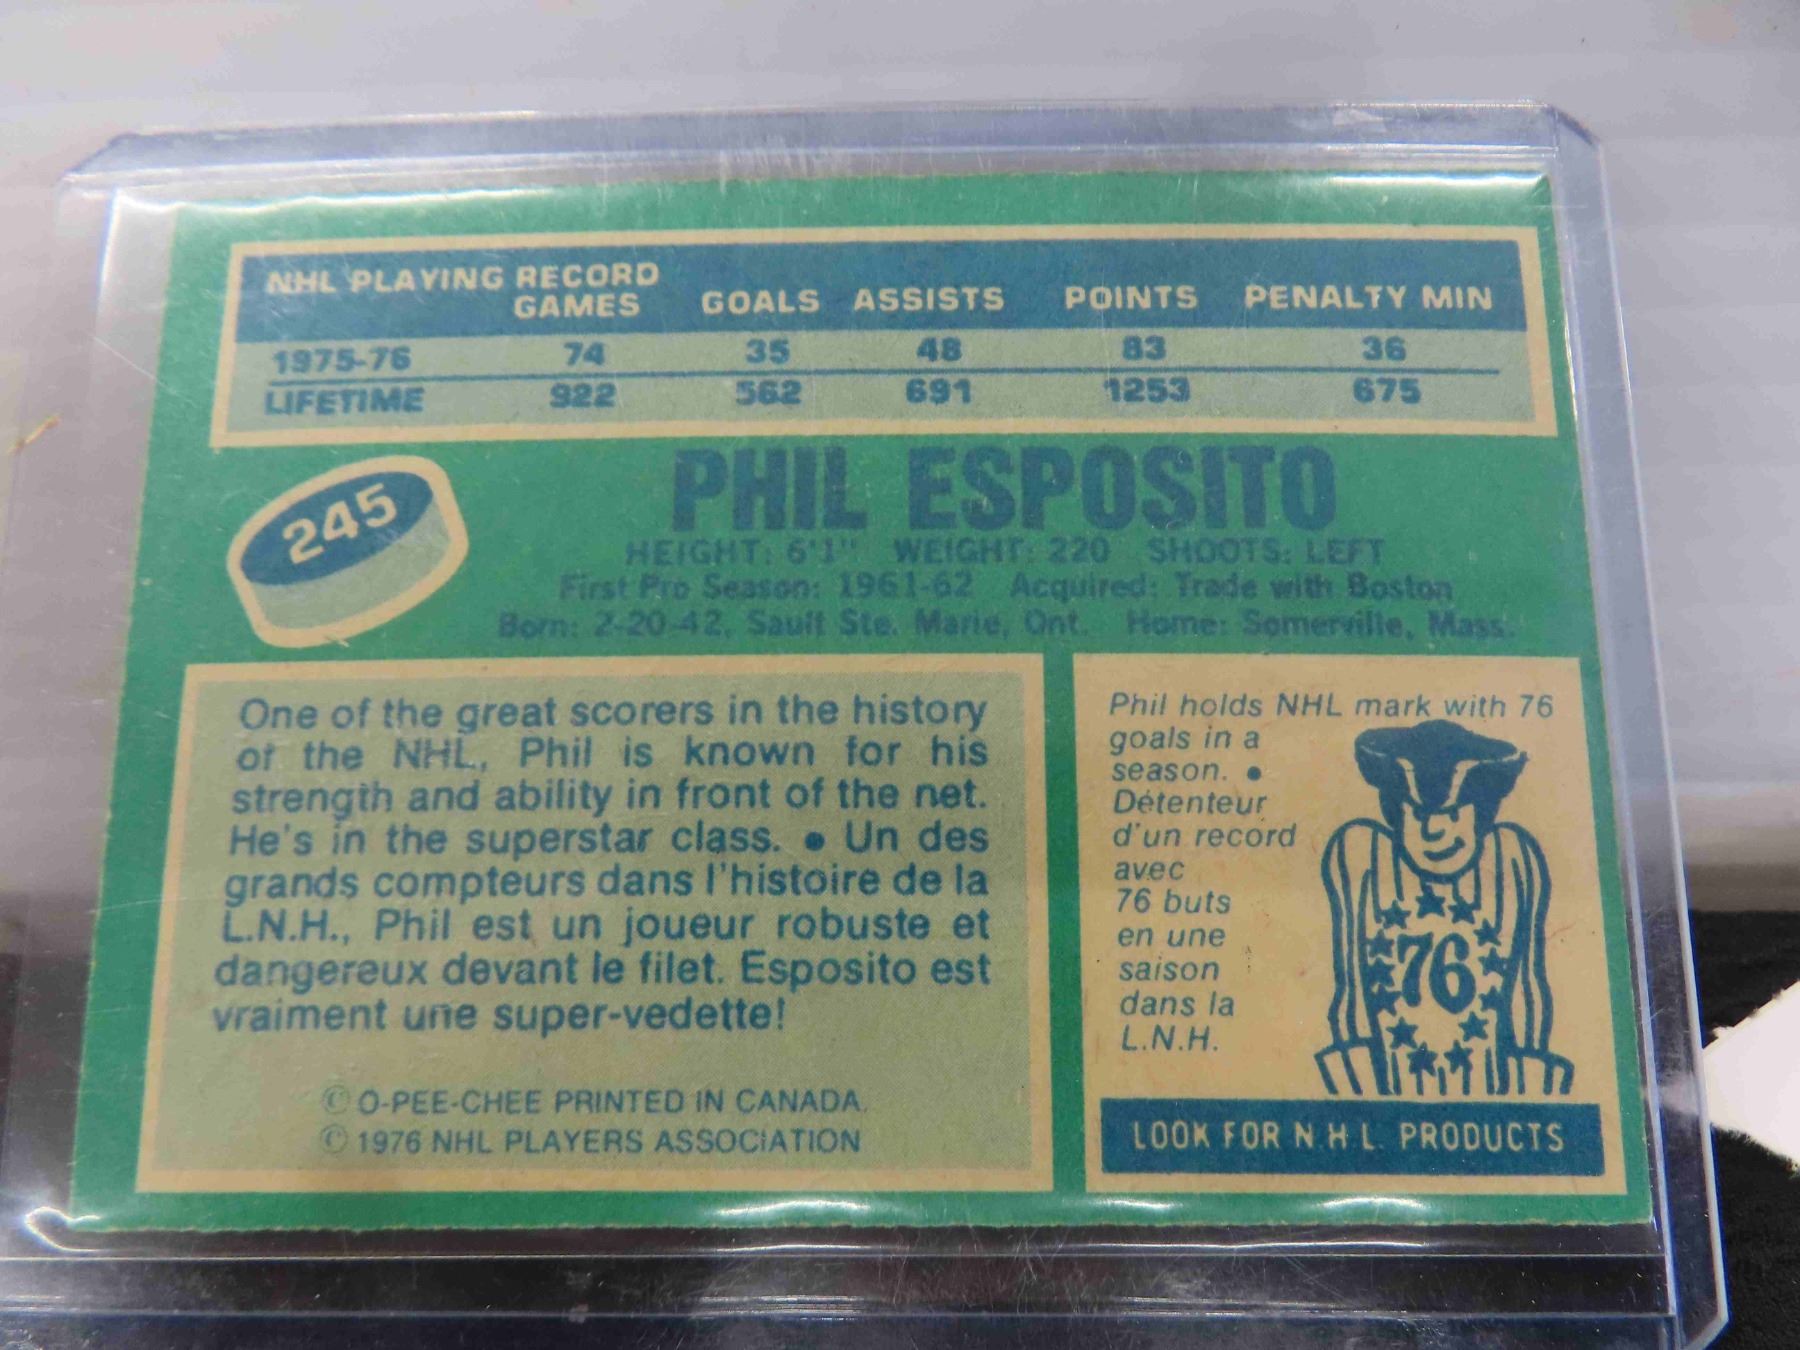 NHL PLAYING RECORD
GAMES GOALS ASSISTS POINTS PENALTY MIN
1975-76 74 35 48 83 36
LIFETIME 922 562 691 1253 675
245
PHIL ESPOSITO
HEIGHT: 6'1" WEIGHT: 220 SHOOTS: LEFT
First Pro Season: 1961-62 Acquired: Trade with Boston
Born: 2-20-42, Sault Ste. Marie, Ont. Home: Somerville, Mass.
One of the great scorers in the history
of the NHL, Phil is known for his
strength and ability in front of the net.
He's in the superstar class. ● Un des
grands compteurs dans l'histoire de la
L.N.H., Phil est un joueur robuste et
dangereux devant le filet. Esposito est
vraiment une super-vedette!
© O-PEE-CHEE PRINTED IN CANADA.
© 1976 NHL PLAYERS ASSOCIATION
Phil holds NHL mark with 76
goals in a
season. ●
Détenteur
d'un record
avec
76 buts
en une
saison
dans la
L.N.H.
76
LOOK FOR N.H.L. PRODUCTS